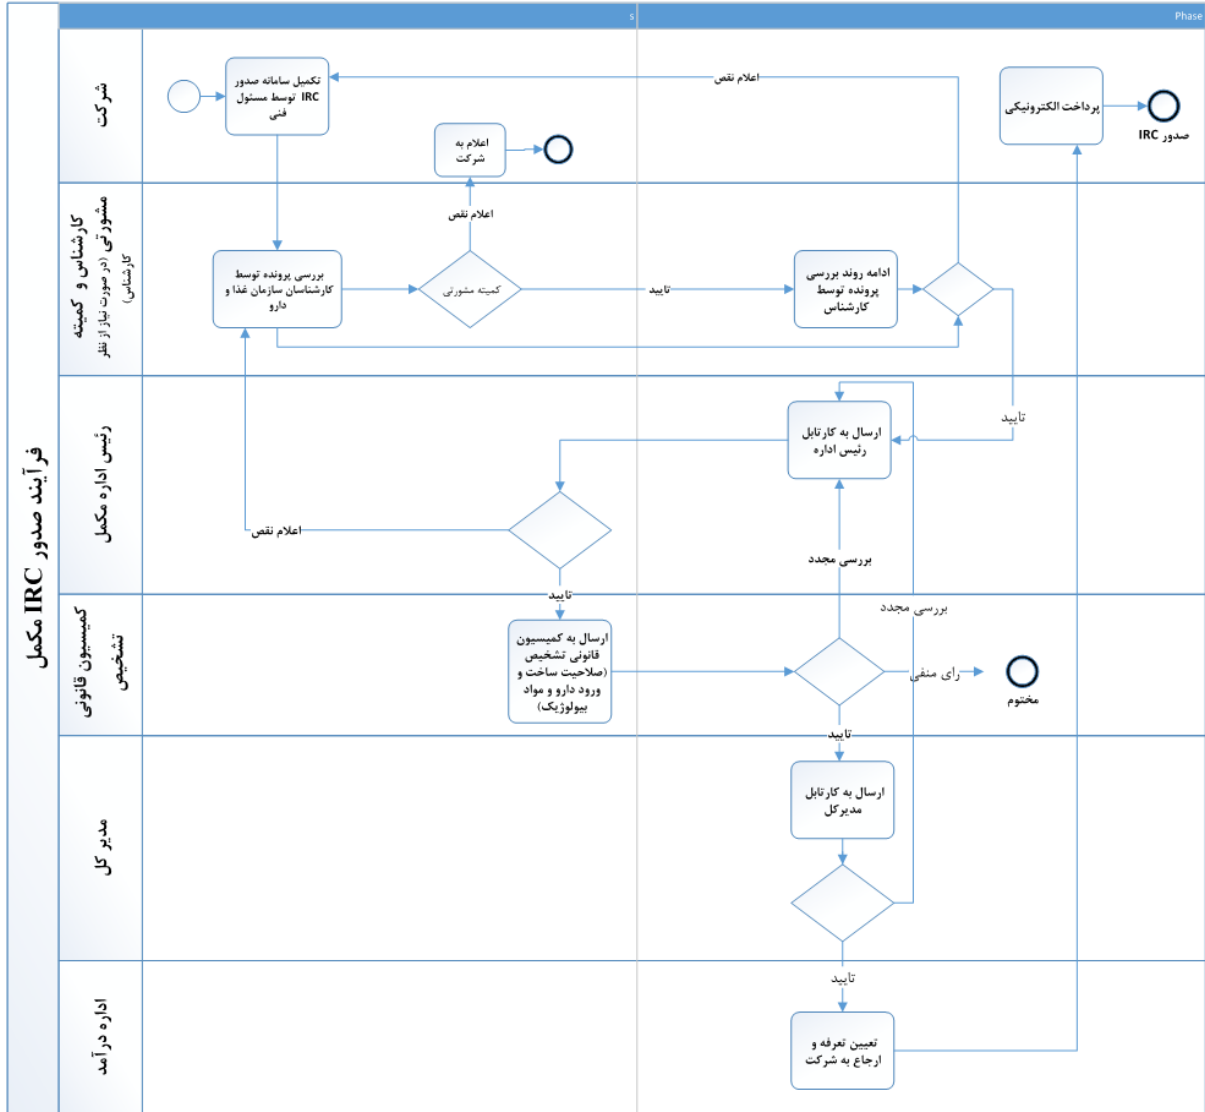 s
Phase
فرآیند صدور IRC مکمل
شرکت
تکمیل سامانه صدور
IRC توسط مسئول
فنی
اعلام نقص
پرداخت الکترونیکی
صدور IRC
اعلام به
شرکت
کارشناس و کمیته
مشورتی (در صورت نیاز از نظر
کارشناس)
اعلام نقص
بررسی پرونده توسط
کارشناسان سازمان غذا و
دارو
کمیته مشورتی
تایید
ادامه روند بررسی
پرونده توسط
کارشناس
رئیس اداره مکمل
تایید
ارسال به کارتابل
رئیس اداره
اعلام نقص
بررسی مجدد
تایید
کمیسیون قانونی
تشخیص
ارسال به کمیسیون
قانونی تشخیص
(صلاحیت ساخت و
ورود دارو و مواد
بیولوژیک)
بررسی مجدد
رای منفی
مختوم
تایید
مدیر کل
ارسال به کارتابل
مدیرکل
اداره درآمد
تایید
تعیین تعرفه و
ارجاع به شرکت